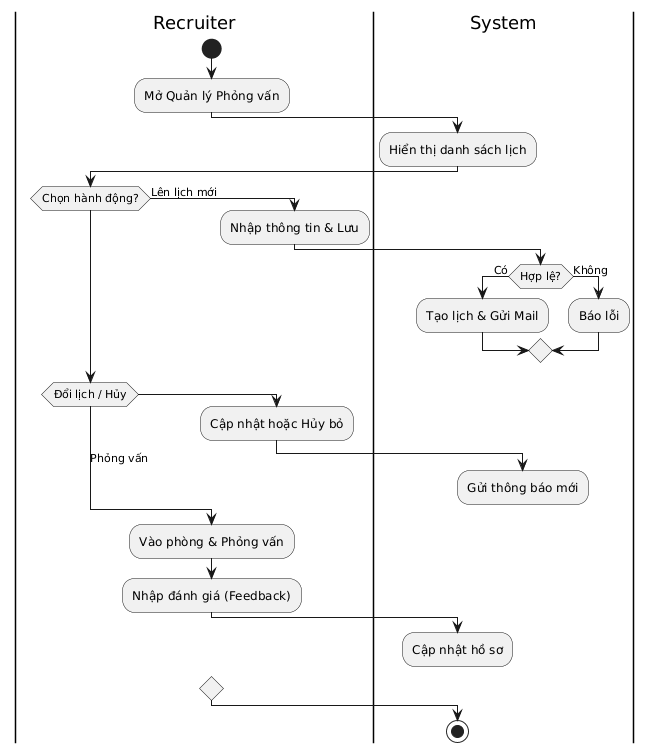 Recruiter
System
Mở Quản lý Phỏng vấn
Hiển thị danh sách lịch
Chọn hành động?
Lên lịch mới
Nhập thông tin & Lưu
Có
Hợp lệ?
Không
Tạo lịch & Gửi Mail
Báo lỗi
Đổi lịch / Hủy
Cập nhật hoặc Hủy bỏ
Phỏng vấn
Gửi thông báo mới
Vào phòng & Phỏng vấn
Nhập đánh giá (Feedback)
Cập nhật hồ sơ